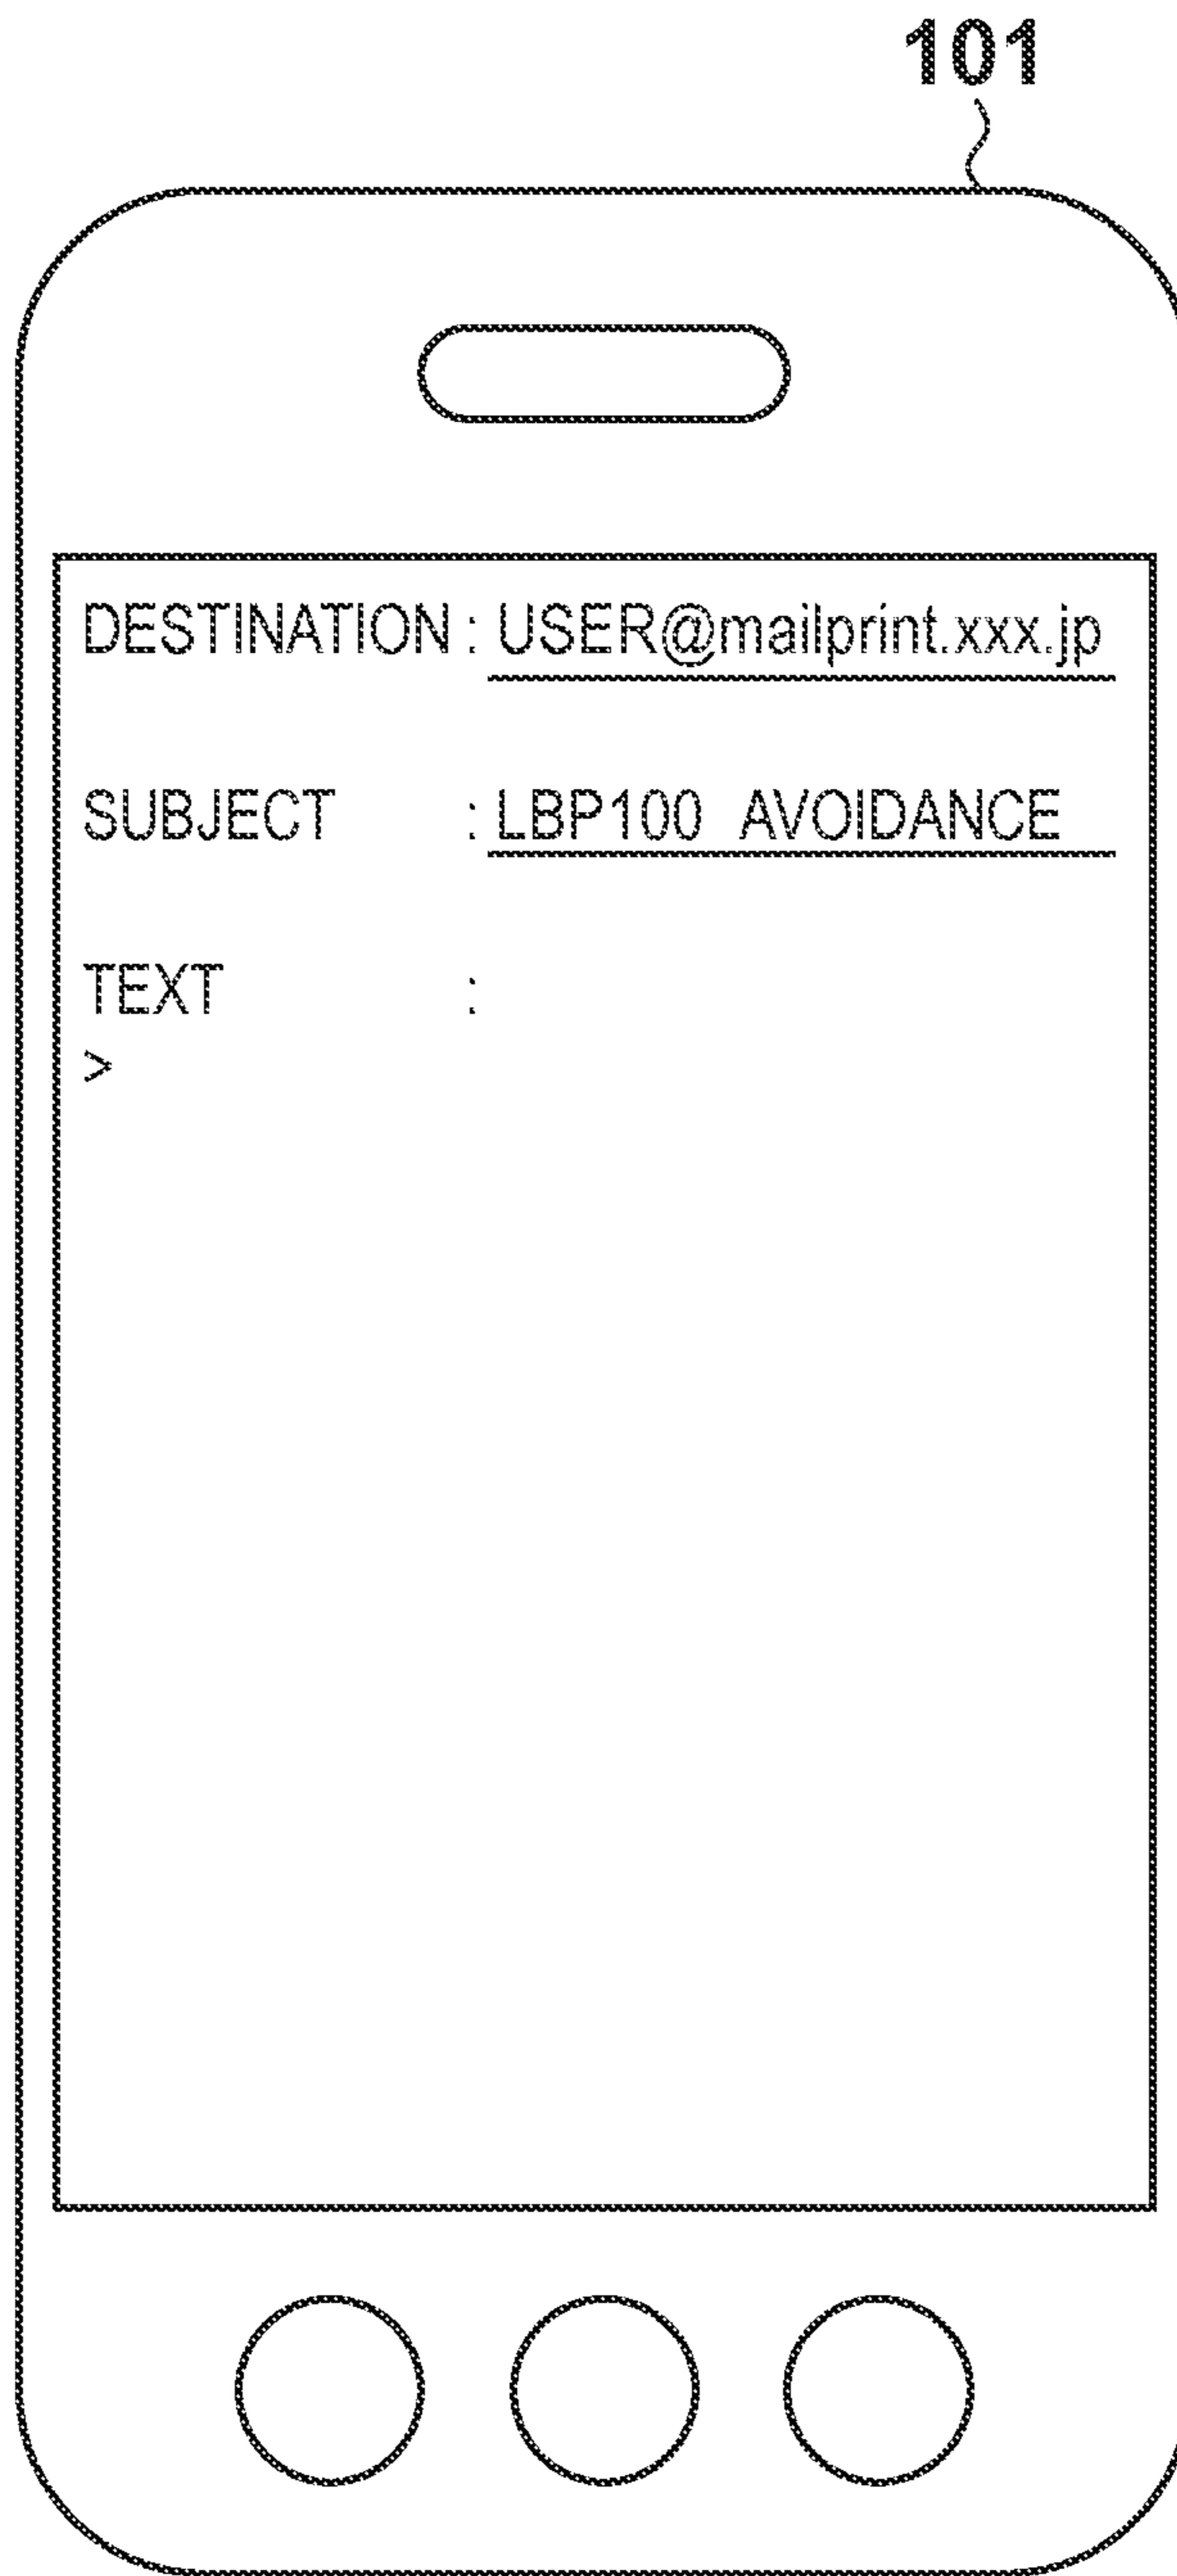 101
DESTINATION : USER@mailprint.xxx.jp
SUBJECT : LBP100 AVOIDANCE
TEXT :
>